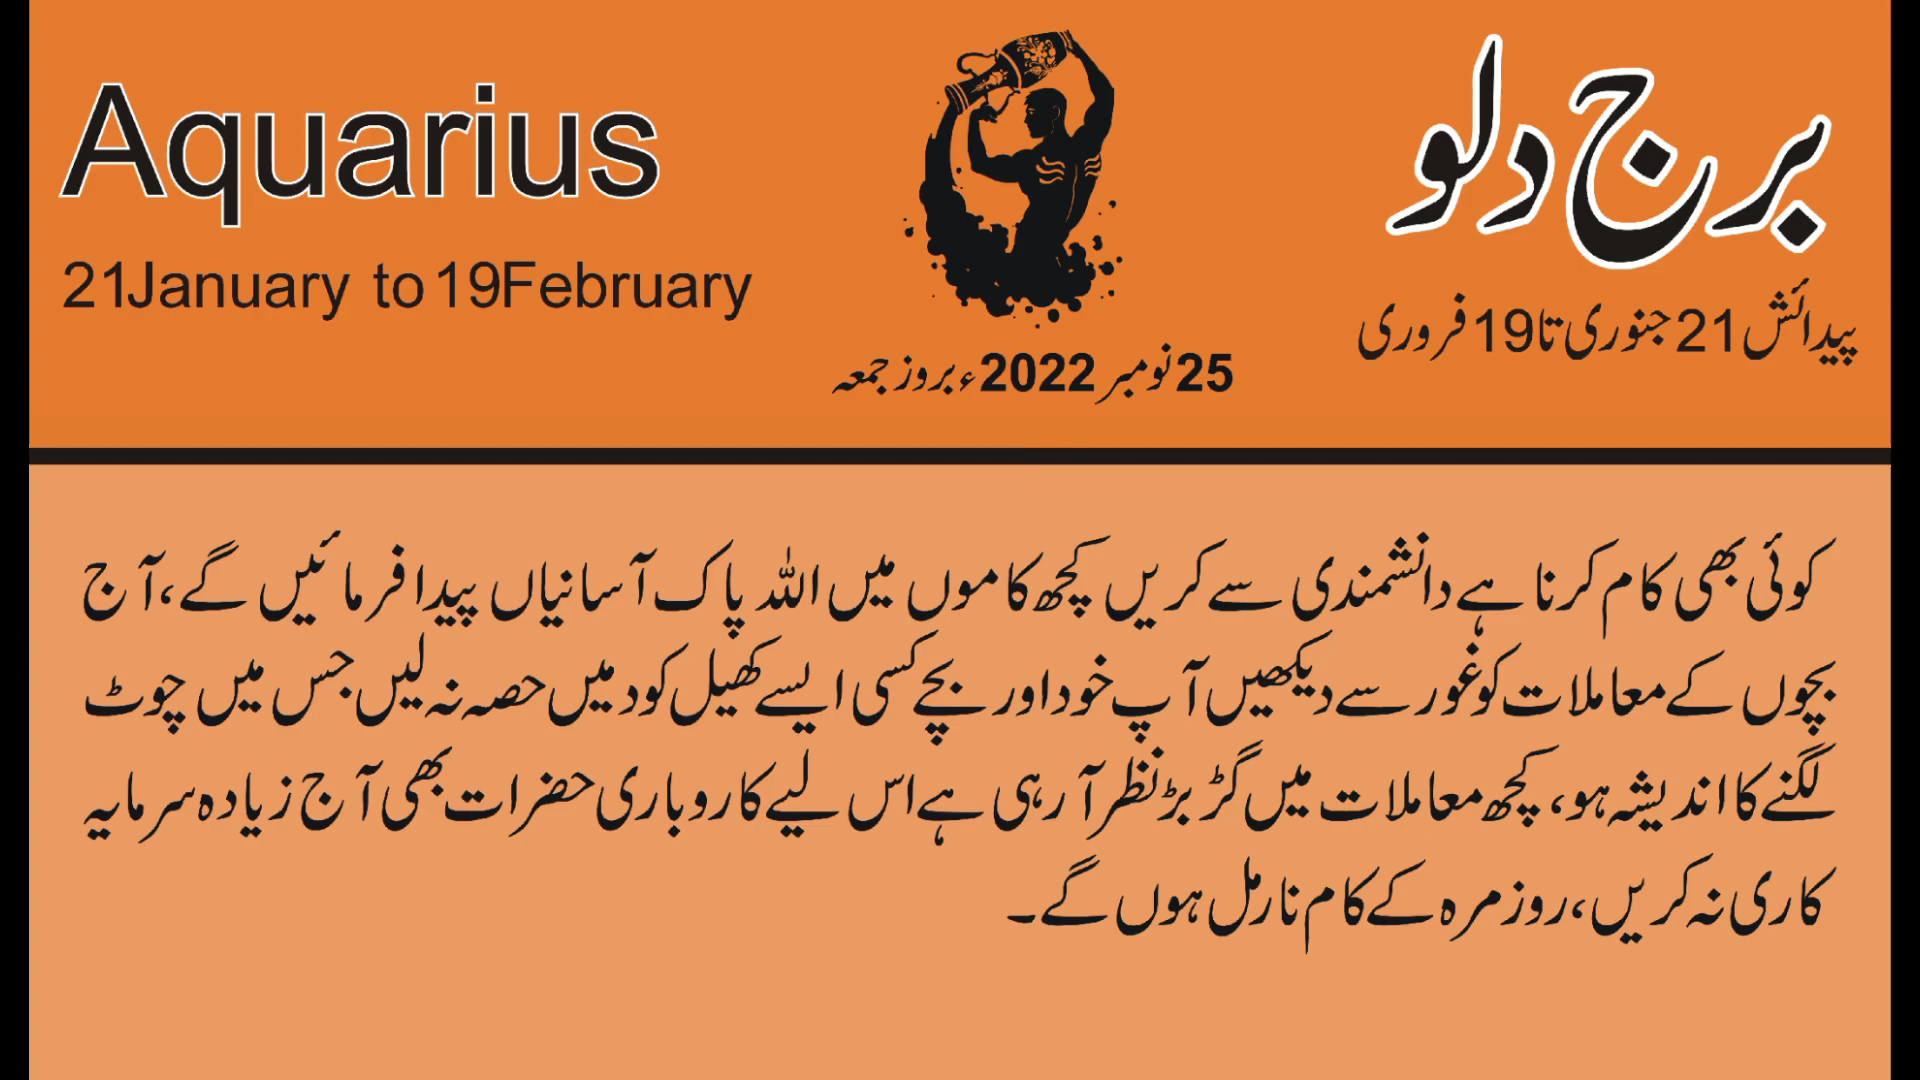 Aquarius
برج دلو
21January to 19February
پیدائش 21 جنوری تا 19 فروری
25 نومبر 2022ء بروز جمعہ
کوئی بھی کام کرنا ہے دانشمندی سے کریں کچھ کاموں میں اللہ پاک آسانیاں پیدا فرمائیں گے، آج
بچوں کے معاملات کو غور سے دیکھیں آپ خود اور بچے کسی ایسے کھیل کود میں حصہ نہ لیں جس میں چوٹ
لگنے کا اندیشہ ہو، کچھ معاملات میں گڑبڑ نظر آ رہی ہے اس لیے کاروباری حضرات بھی آج زیادہ سرمایہ
کاری نہ کریں، روزمرہ کے کام نارمل ہوں گے۔